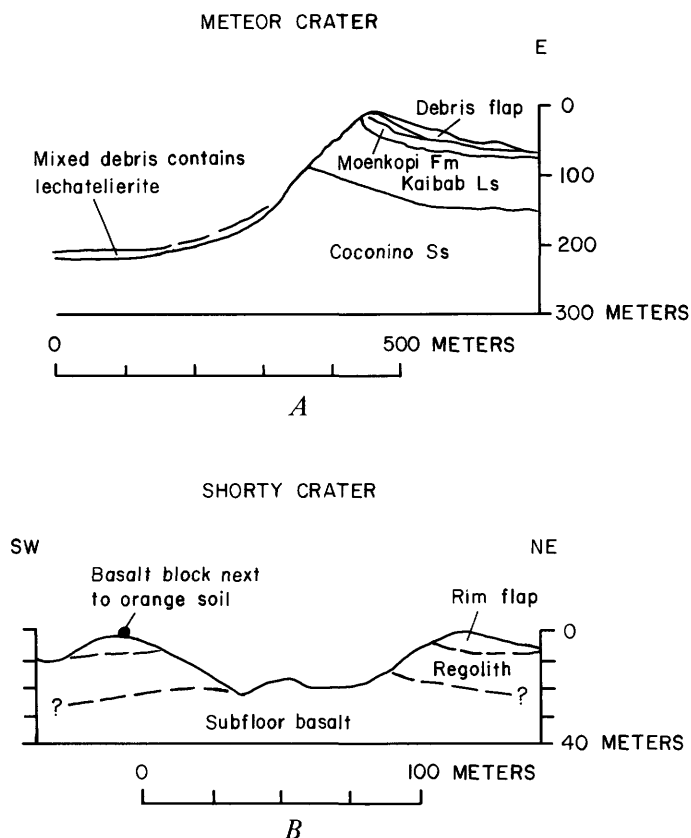 METEOR CRATER
E
0
Debris flap
Mixed debris contains
lechatelierite
Moenkopi Fm
Kaibab Ls
100
Coconino Ss
200
300 METERS
0 500 METERS
A
SHORTY CRATER
SW NE
Basalt block next
to orange soil
Rim flap
0
Regolith
? ?
Subfloor basalt
40 METERS
0 100 METERS
B